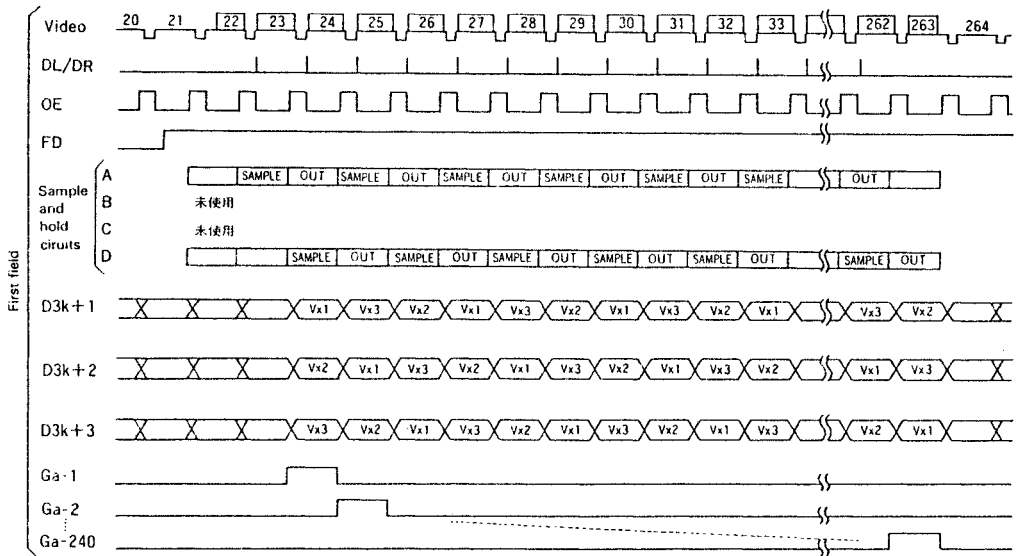 Video 20 21 22 23 24 25 26 27 28 29 30 31 32 33 262 263 264
DL/DR
OE
FD
First field
Sample and hold ciruits
A SAMPLE OUT SAMPLE OUT SAMPLE OUT SAMPLE OUT SAMPLE OUT SAMPLE OUT
B 未使用
C 未使用
D SAMPLE OUT SAMPLE OUT SAMPLE OUT SAMPLE OUT SAMPLE OUT SAMPLE OUT
D3k+1 Vx1 Vx3 Vx2 Vx1 Vx3 Vx2 Vx1 Vx3 Vx2 Vx1 Vx3 Vx2
D3k+2 Vx2 Vx1 Vx3 Vx2 Vx1 Vx3 Vx2 Vx1 Vx3 Vx2 Vx1 Vx3
D3k+3 Vx3 Vx2 Vx1 Vx3 Vx2 Vx1 Vx3 Vx2 Vx1 Vx3 Vx2 Vx1
Ga-1
Ga-2
Ga-240